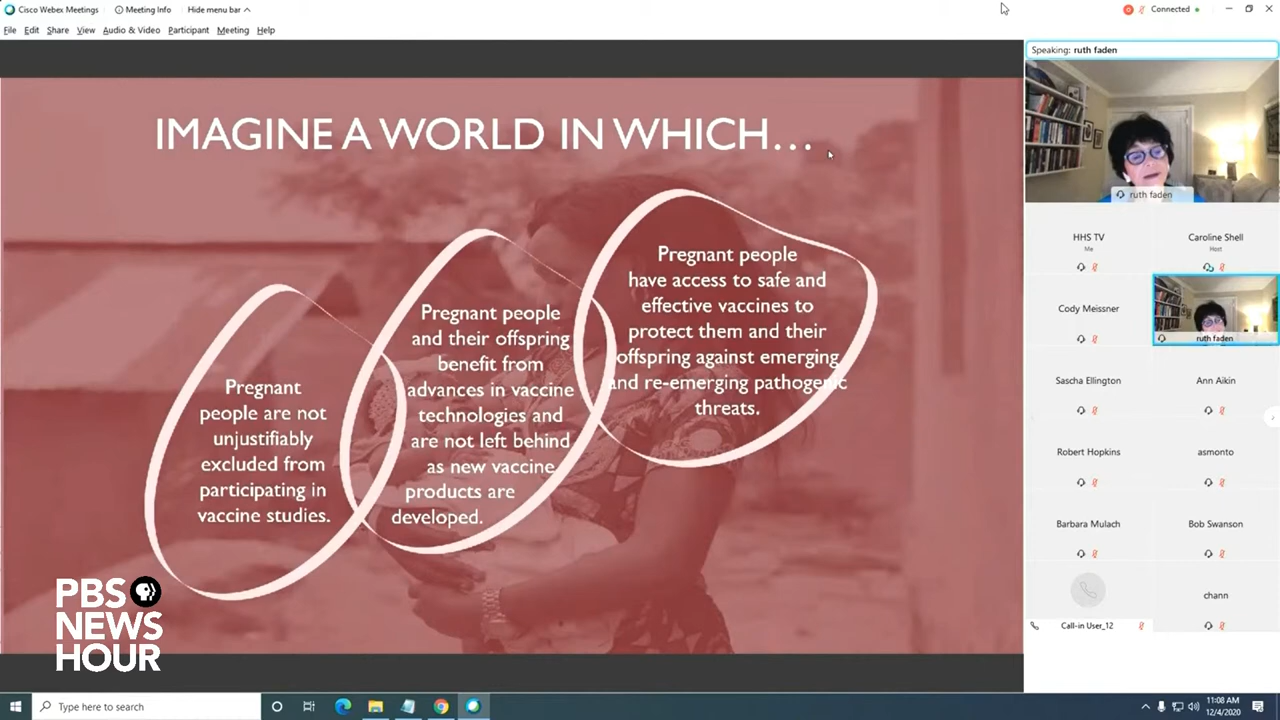 Cisco Webex Meetings
Meeting Info
Hide menu bar
Connected
File Edit Share View Audio & Video Participant Meeting Help
IMAGINE A WORLD IN WHICH...
Pregnant
people are not
unjustifiably
excluded from
participating in
vaccine studies.
Pregnant people
and their offspring
benefit from
advances in vaccine
technologies and
are not left behind
as new vaccine
products are
developed.
Pregnant people
have access to safe and
effective vaccines to
protect them and their
offspring against emerging
and re-emerging pathogenic
threats.
PBS
NEWS
HOUR
Speaking: ruth faden
ruth faden
HHS TV
Me
Caroline Shell
Host
Cody Meissner
ruth faden
Sascha Ellington
Ann Aikin
Robert Hopkins
asmonto
Barbara Mulach
Bob Swanson
Call-in User_12
chann
Type here to search
11:08 AM
12/4/2020